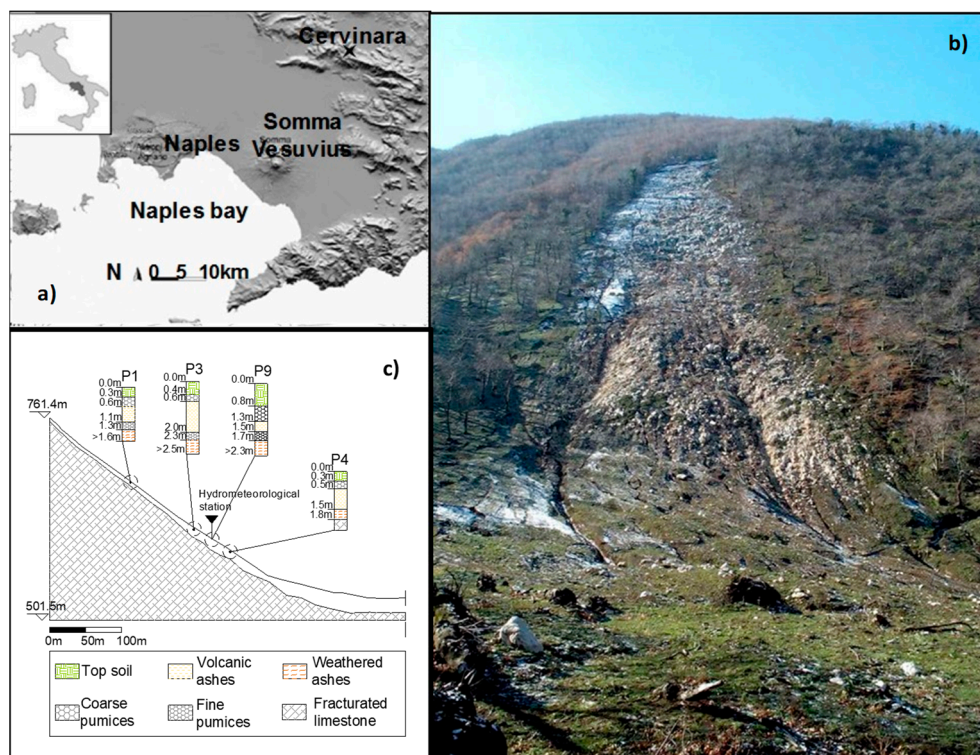 Cervinara
b)
Somma
Vesuvius
Naples
Naples bay
N 0 5 10km
a)
c)
P1
0.0m
0.3m
0.6m
1.1m
1.3m
>1.6m
P3
0.0m
0.4m
0.6m
2.0m
2.3m
>2.5m
P9
0.0m
0.8m
1.3m
1.5m
1.7m
>2.3m
P4
0.0m
0.3m
0.5m
1.5m
1.8m
761.4m
Hydrometeorological
station
501.5m
0m 50m 100m
Top soil
Volcanic
ashes
Weathered
ashes
Coarse
pumices
Fine
pumices
Fracturated
limestone